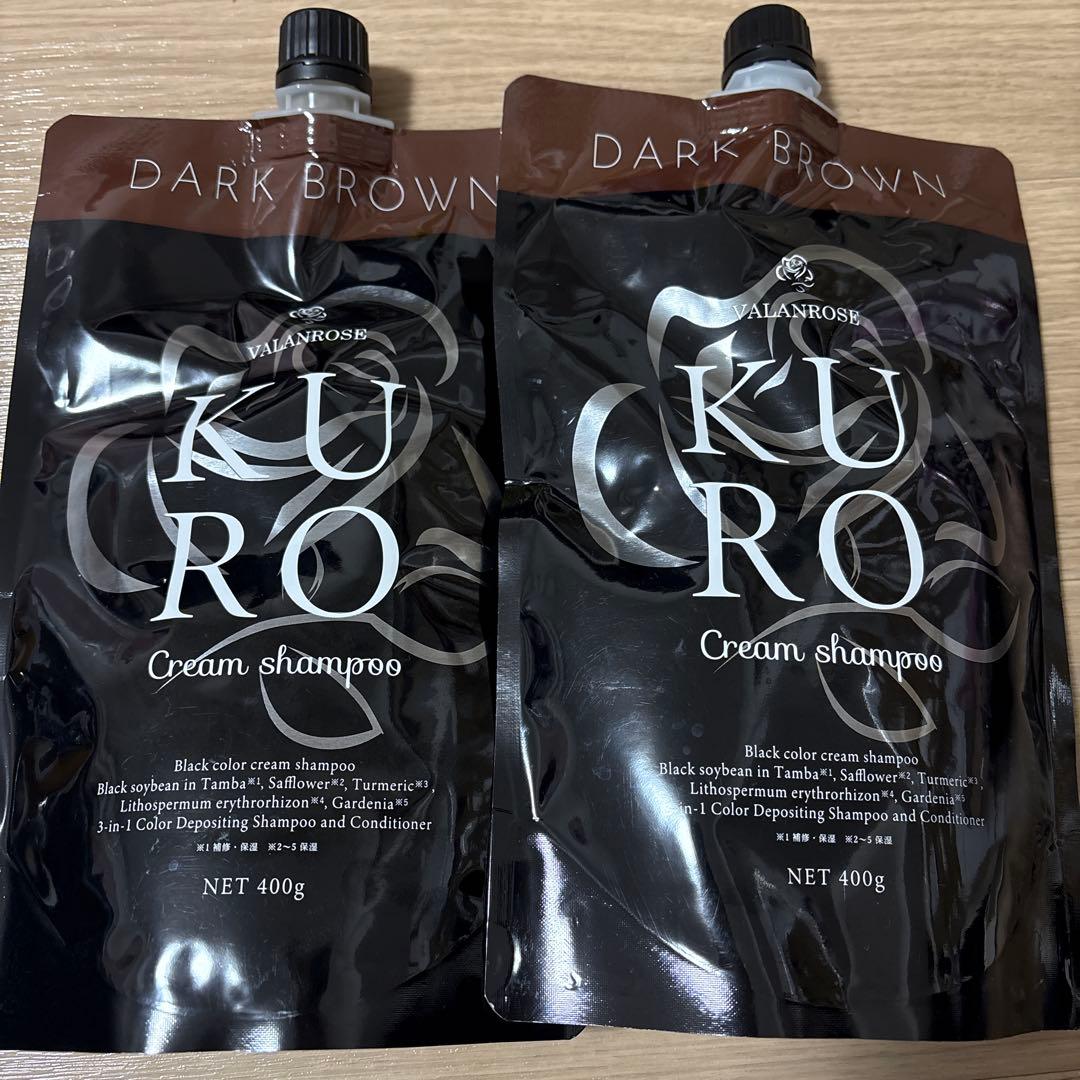 DARK BROWN
VALANROSE
KU
RO
Cream shampoo
Black color cream shampoo
Black soybean in Tamba※1, Safflower※2, Turmeric※3,
Lithospermum erythrorhizon※4, Gardenia※5
3-in-1 Color Depositing Shampoo and Conditioner
※1 補修・保湿 ※2〜5 保湿
NET 400g
DARK BROWN
VALANROSE
KU
RO
Cream shampoo
Black color cream shampoo
Black soybean in Tamba※1, Safflower※2, Turmeric※3,
Lithospermum erythrorhizon※4, Gardenia※5
-in-1 Color Depositing Shampoo and Conditioner
※1 補修・保湿 ※2〜5 保湿
NET 400g